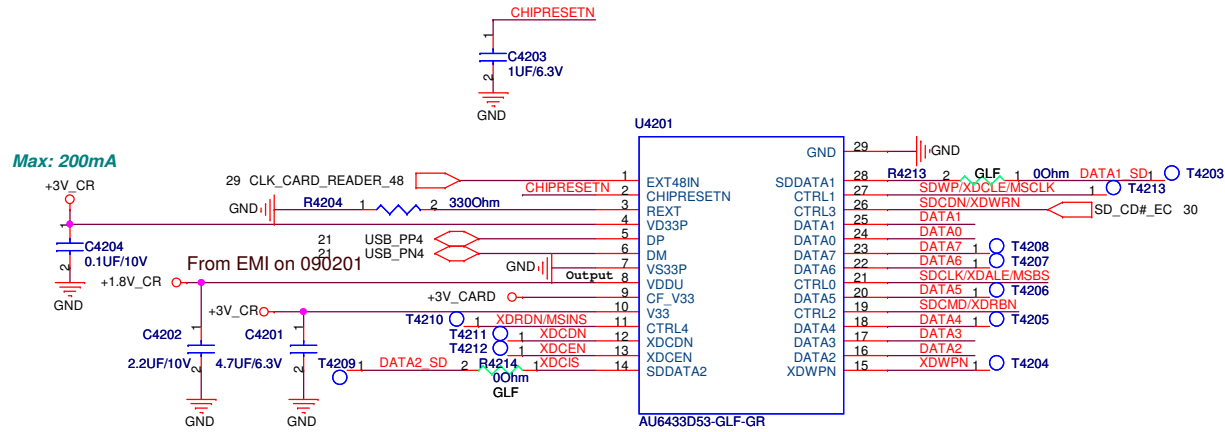 CHIPRESETN
1
C4203
1UF/6.3V
2
GND
U4201
Max: 200mA
+3V_CR
29 CLK_CARD_READER_48
CHIPRESETN
GND
R4204
2
330Ohm
1
C4204
0.1UF/10V
2
GND
21 USB_PP4
21 USB_PN4
From EMI on 090201
GND
Output
+1.8V_CR
+3V_CARD
+3V_CR
1
C4202
2.2UF/10V
2
GND
1
C4201
4.7UF/6.3V
2
GND
T4210 1 XDRDN/MSINS
T4211 1 XDCDN
T4212 1 XDCEN
T4209 1 DATA2_SD 2 R4214 1 XDCIS
0Ohm
GLF
1 EXT48IN
2 CHIPRESETN
3 REXT
4 VD33P
5 DP
6 DM
7 VS33P
8 VDDU
9 CF_V33
10 V33
11 CTRL4
12 XDCDN
13 XDCEN
14 SDDATA2
GND 29 GND
SDDATA1 28 R4213 2 GLF 1 0Ohm DATA1_SD 1 T4203
CTRL1 27 SDWP/XDCLE/MSCLK 1 T4213
CTRL3 26 SDCDN/XDWRN SD_CD#_EC 30
DATA1 25 DATA1
DATA0 24 DATA0
DATA7 23 DATA7 1 T4208
DATA6 22 DATA6 1 T4207
CTRL0 21 SDCLK/XDALE/MSBS
DATA5 20 DATA5 1 T4206
CTRL2 19 SDCMD/XDRBN
DATA4 18 DATA4 1 T4205
DATA3 17 DATA3
DATA2 16 DATA2
XDWPN 15 XDWPN 1 T4204
AU6433D53-GLF-GR